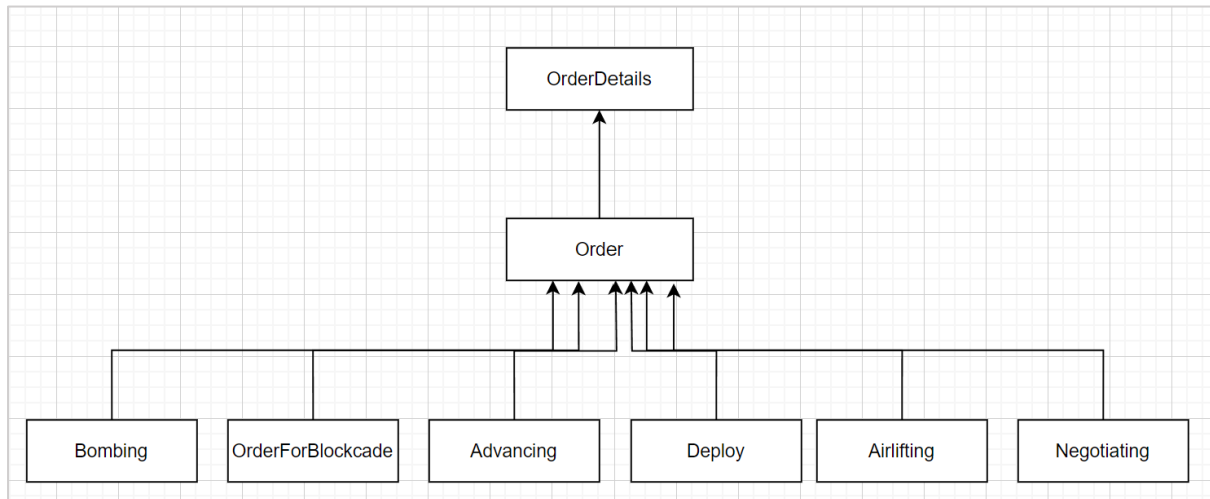 OrderDetails
Order
Bombing
OrderForBlockcade
Advancing
Deploy
Airlifting
Negotiating